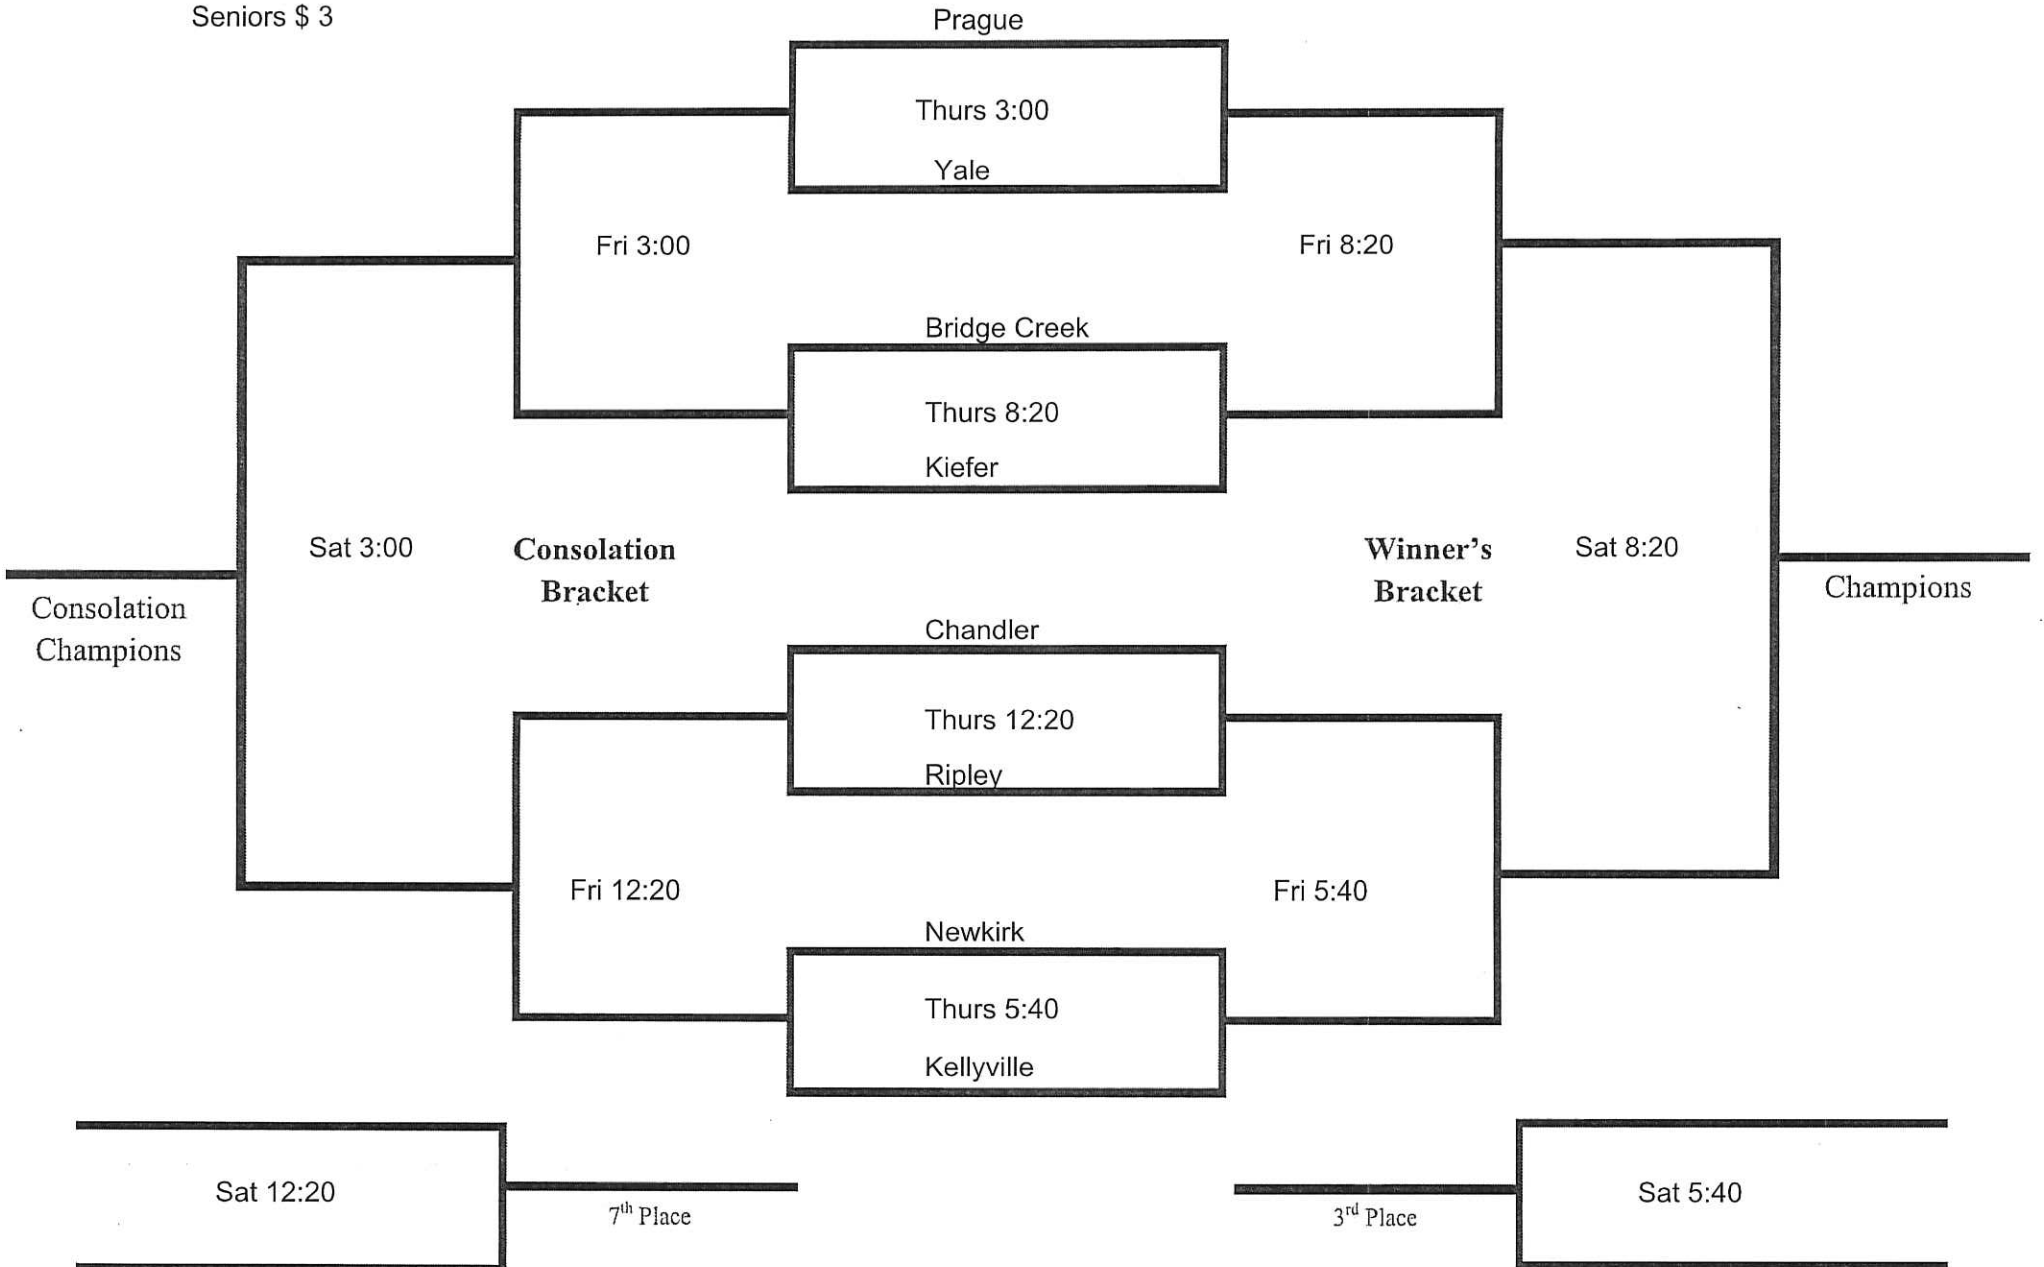 Seniors $ 3
Prague
Thurs 3:00
Yale
Fri 3:00
Fri 8:20
Bridge Creek
Thurs 8:20
Kiefer
Sat 3:00
Consolation
Bracket
Winner's
Bracket
Sat 8:20
Consolation
Champions
Champions
Chandler
Thurs 12:20
Ripley
Fri 12:20
Fri 5:40
Newkirk
Thurs 5:40
Kellyville
Sat 12:20
7th Place
3rd Place
Sat 5:40